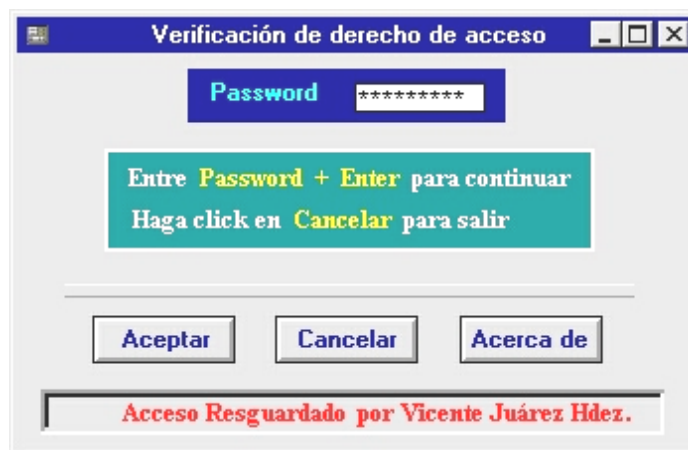 Verificación de derecho de acceso
Password *********
Entre Password + Enter para continuar
Haga click en Cancelar para salir
Aceptar Cancelar Acerca de
Acceso Resguardado por Vicente Juárez Hdez.